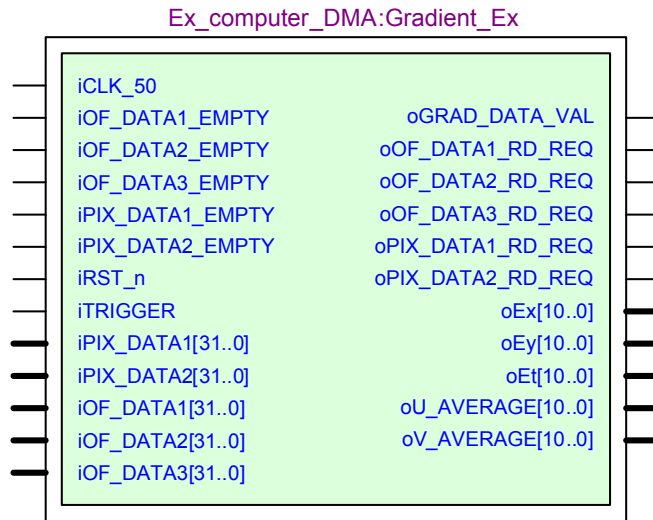 Ex_computer_DMA:Gradient_Ex
iCLK_50
iOF_DATA1_EMPTY
iOF_DATA2_EMPTY
iOF_DATA3_EMPTY
iPIX_DATA1_EMPTY
iPIX_DATA2_EMPTY
iRST_n
iTRIGGER
iPIX_DATA1[31..0]
iPIX_DATA2[31..0]
iOF_DATA1[31..0]
iOF_DATA2[31..0]
iOF_DATA3[31..0]
oGRAD_DATA_VAL
oOF_DATA1_RD_REQ
oOF_DATA2_RD_REQ
oOF_DATA3_RD_REQ
oPIX_DATA1_RD_REQ
oPIX_DATA2_RD_REQ
oEx[10..0]
oEy[10..0]
oEt[10..0]
oU_AVERAGE[10..0]
oV_AVERAGE[10..0]